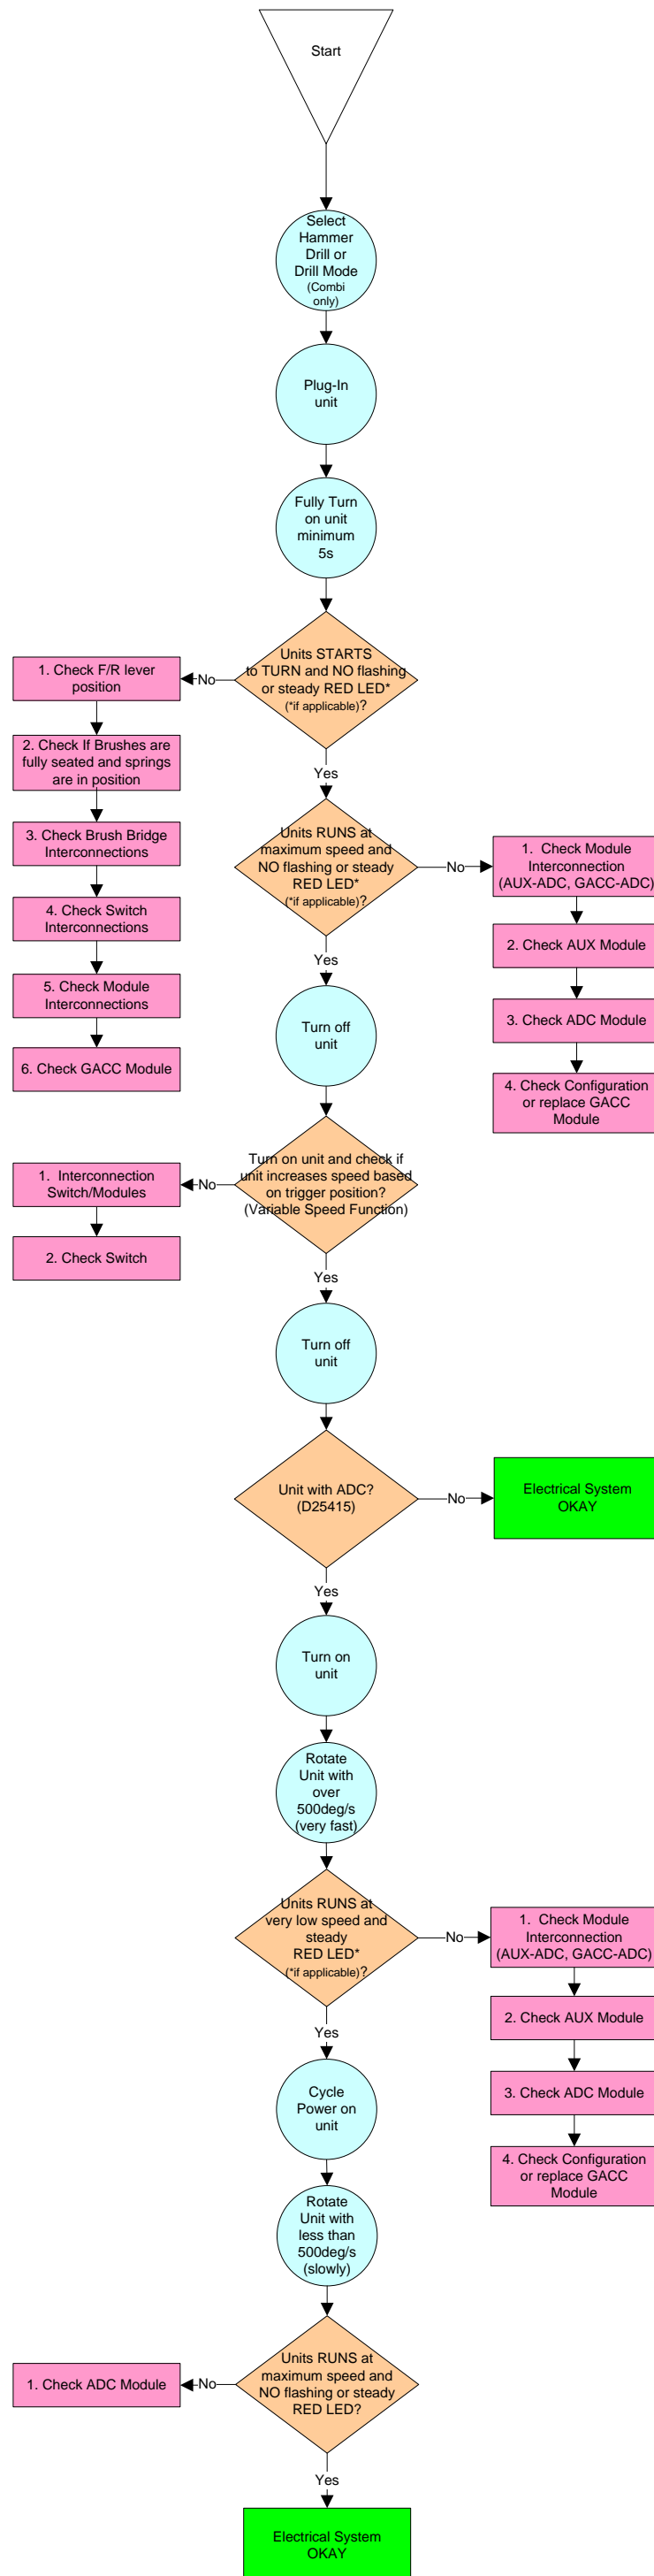 Start
Select
Hammer
Drill or
Drill Mode
(Combi
only)
Plug-In
unit
Fully Turn
on unit
minimum
5s
Units STARTS
to TURN and NO flashing
or steady RED LED*
(*if applicable)?
No
1. Check F/R lever
position
2. Check If Brushes are
fully seated and springs
are in position
3. Check Brush Bridge
Interconnections
4. Check Switch
Interconnections
5. Check Module
Interconnections
6. Check GACC Module
Yes
Units RUNS at
maximum speed and
NO flashing or steady
RED LED*
(*if applicable)?
No
1. Check Module
Interconnection
(AUX-ADC, GACC-ADC)
2. Check AUX Module
3. Check ADC Module
4. Check Configuration
or replace GACC
Module
Yes
Turn off
unit
Turn on unit and check if
unit increases speed based
on trigger position?
(Variable Speed Function)
No
1. Interconnection
Switch/Modules
2. Check Switch
Yes
Turn off
unit
Unit with ADC?
(D25415)
No
Electrical System
OKAY
Yes
Turn on
unit
Rotate
Unit with
over
500deg/s
(very fast)
Units RUNS at
very low speed and
steady
RED LED*
(*if applicable)?
No
1. Check Module
Interconnection
(AUX-ADC, GACC-ADC)
2. Check AUX Module
3. Check ADC Module
4. Check Configuration
or replace GACC
Module
Yes
Cycle
Power on
unit
Rotate
Unit with
less than
500deg/s
(slowly)
Units RUNS at
maximum speed and
NO flashing or steady
RED LED?
No
1. Check ADC Module
Yes
Electrical System
OKAY